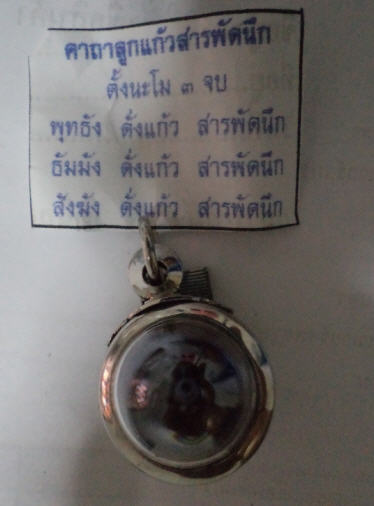 คาถาลูกแก้วสารพัดนึก
ตั้งนะโม ๓ จบ
พุทธัง ดั่งแก้ว สารพัดนึก
ธัมมัง ดั่งแก้ว สารพัดนึก
สังฆัง ดั่งแก้ว สารพัดนึก